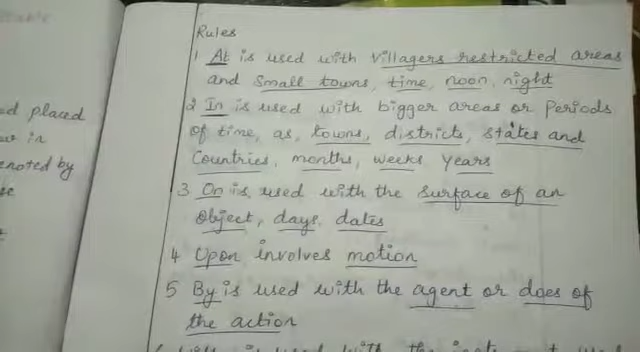 Rules
1 At is used with villagers restricted areas
and small towns, time, noon, night
2 In is used with bigger areas or periods
of time, as, towns, districts, states and
Countries, months, weeks years
3 On is used with the surface of an
object, days, dates
4 Upon involves motion
5 By is used with the agent or does of
the action
ed placed
in
enoted by